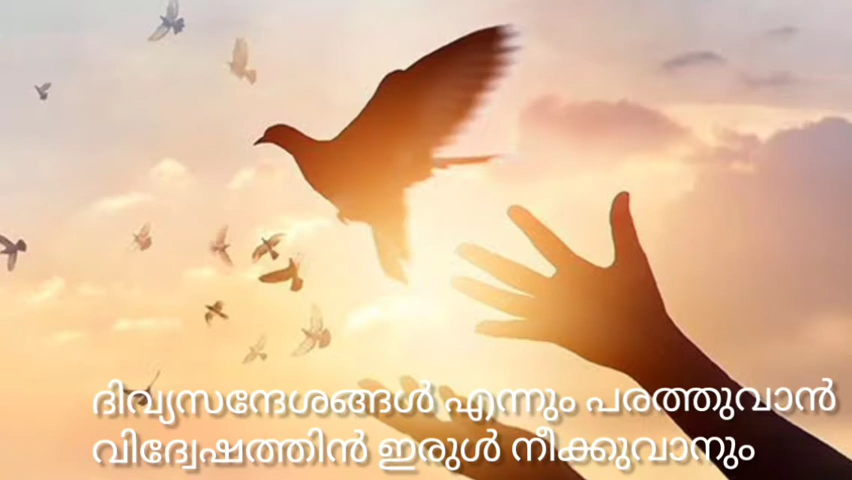 ദിവ്യസന്ദേശങ്ങൾ എന്നും പരത്തുവാൻ
വിദ്വേഷത്തിൻ ഇരുൾ നീക്കുവാനും